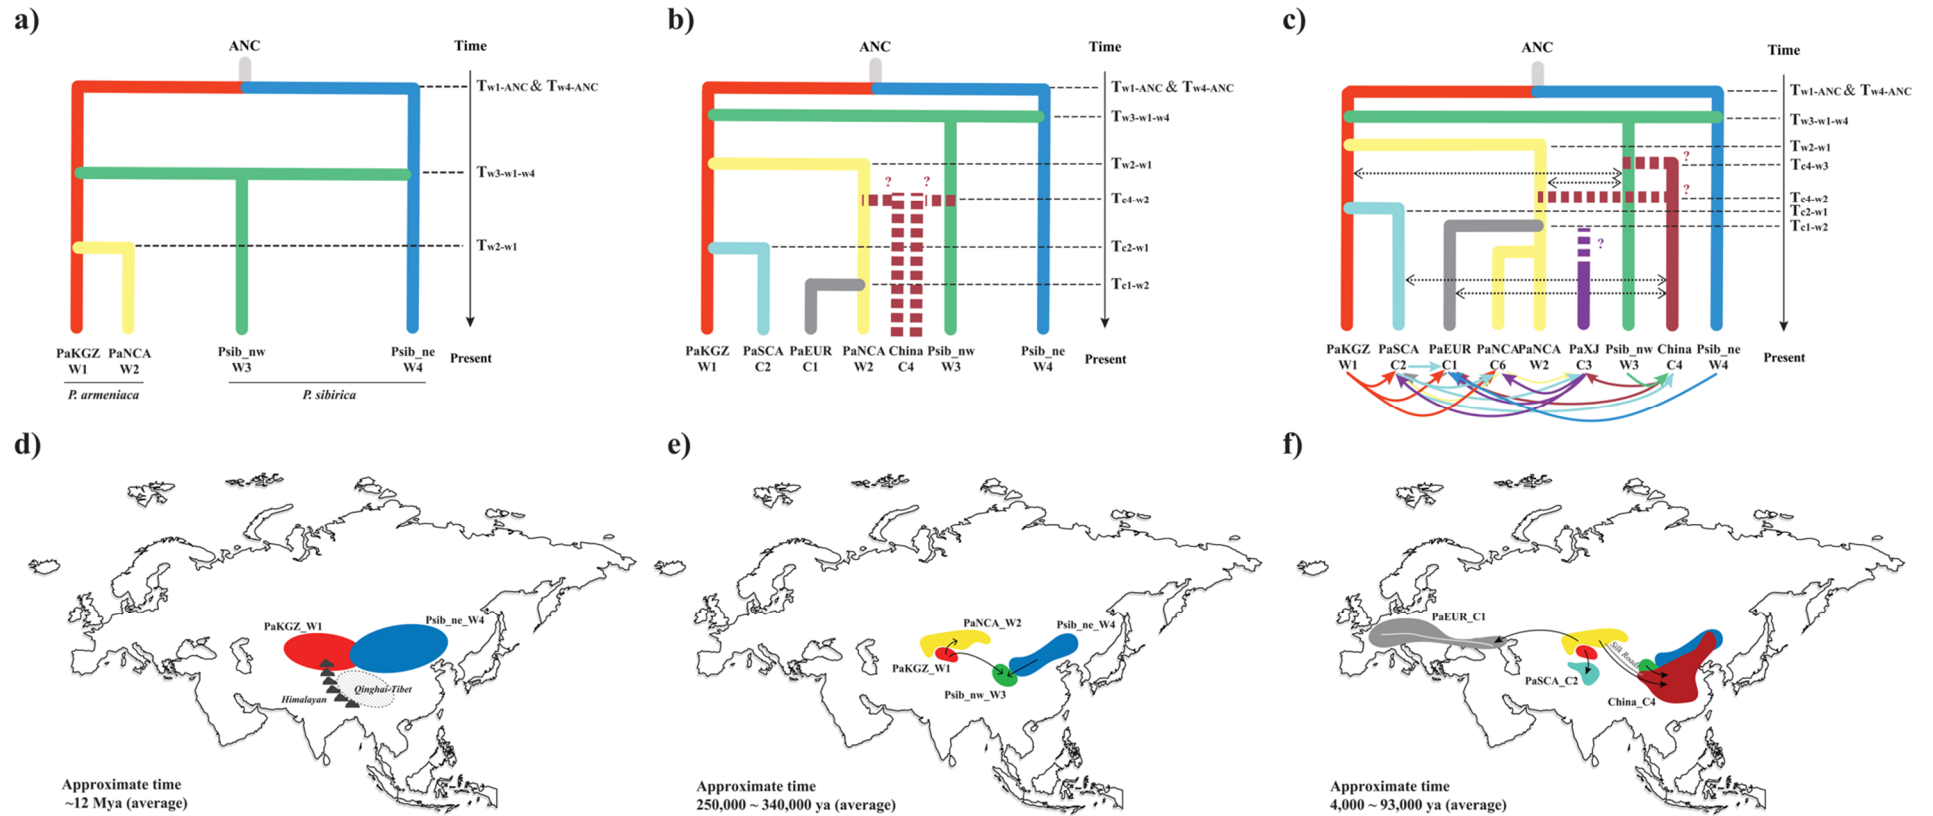 a)
ANC
Time
Tw1-ANC & Tw4-ANC
Tw3-w1-w4
Tw2-w1
PaKGZ PaNCA Psib_nw Psib_ne
W1 W2 W3 W4
Present
P. armeniaca P. sibirica
b)
ANC
Time
Tw1-ANC & Tw4-ANC
Tw3-w1-w4
Tw2-w1
? ?
Tc4-w2
Tc2-w1
Tc1-w2
PaKGZ PaSCA PaEUR PaNCA China Psib_nw Psib_ne
W1 C2 C1 W2 C4 W3 W4
Present
c)
ANC
Time
Tw1-ANC & Tw4-ANC
Tw3-w1-w4
Tw2-w1
?
Tc4-w3
?
Tc4-w2
Tc2-w1
Tc1-w2
?
PaKGZ PaSCA PaEUR PaNCA PaNCA PaXJ Psib_nw China Psib_ne
W1 C2 C1 C6 W2 C3 W3 C4 W4
Present
d)
PaKGZ_W1
Psib_ne_W4
Qinghai-Tibet
Himalayan
Approximate time
~12 Mya (average)
e)
PaNCA_W2
Psib_ne_W4
PaKGZ_W1
Psib_nw_W3
Approximate time
250,000 ~ 340,000 ya (average)
f)
PaEUR_C1
Silk Road
PaSCA_C2
China_C4
Approximate time
4,000 ~ 93,000 ya (average)